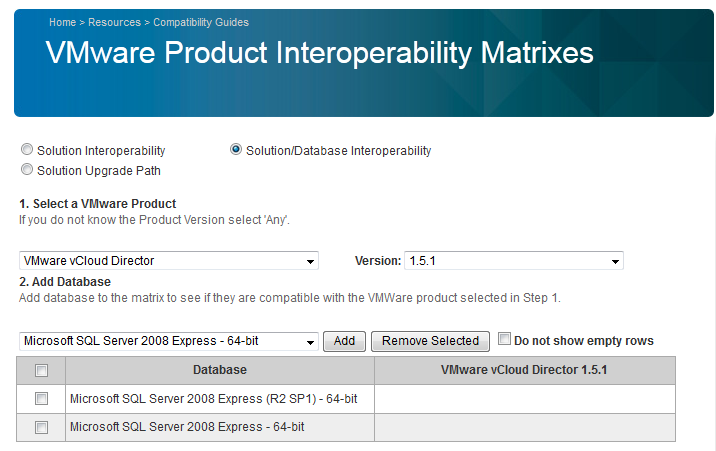 Home > Resources > Compatibility Guides
VMware Product Interoperability Matrixes
Solution Interoperability
Solution/Database Interoperability
Solution Upgrade Path
1. Select a VMware Product
If you do not know the Product Version select 'Any'.
VMware vCloud Director
Version: 1.5.1
2. Add Database
Add database to the matrix to see if they are compatible with the VMWare product selected in Step 1.
Microsoft SQL Server 2008 Express - 64-bit Add Remove Selected Do not show empty rows
Database VMware vCloud Director 1.5.1
Microsoft SQL Server 2008 Express (R2 SP1) - 64-bit
Microsoft SQL Server 2008 Express - 64-bit